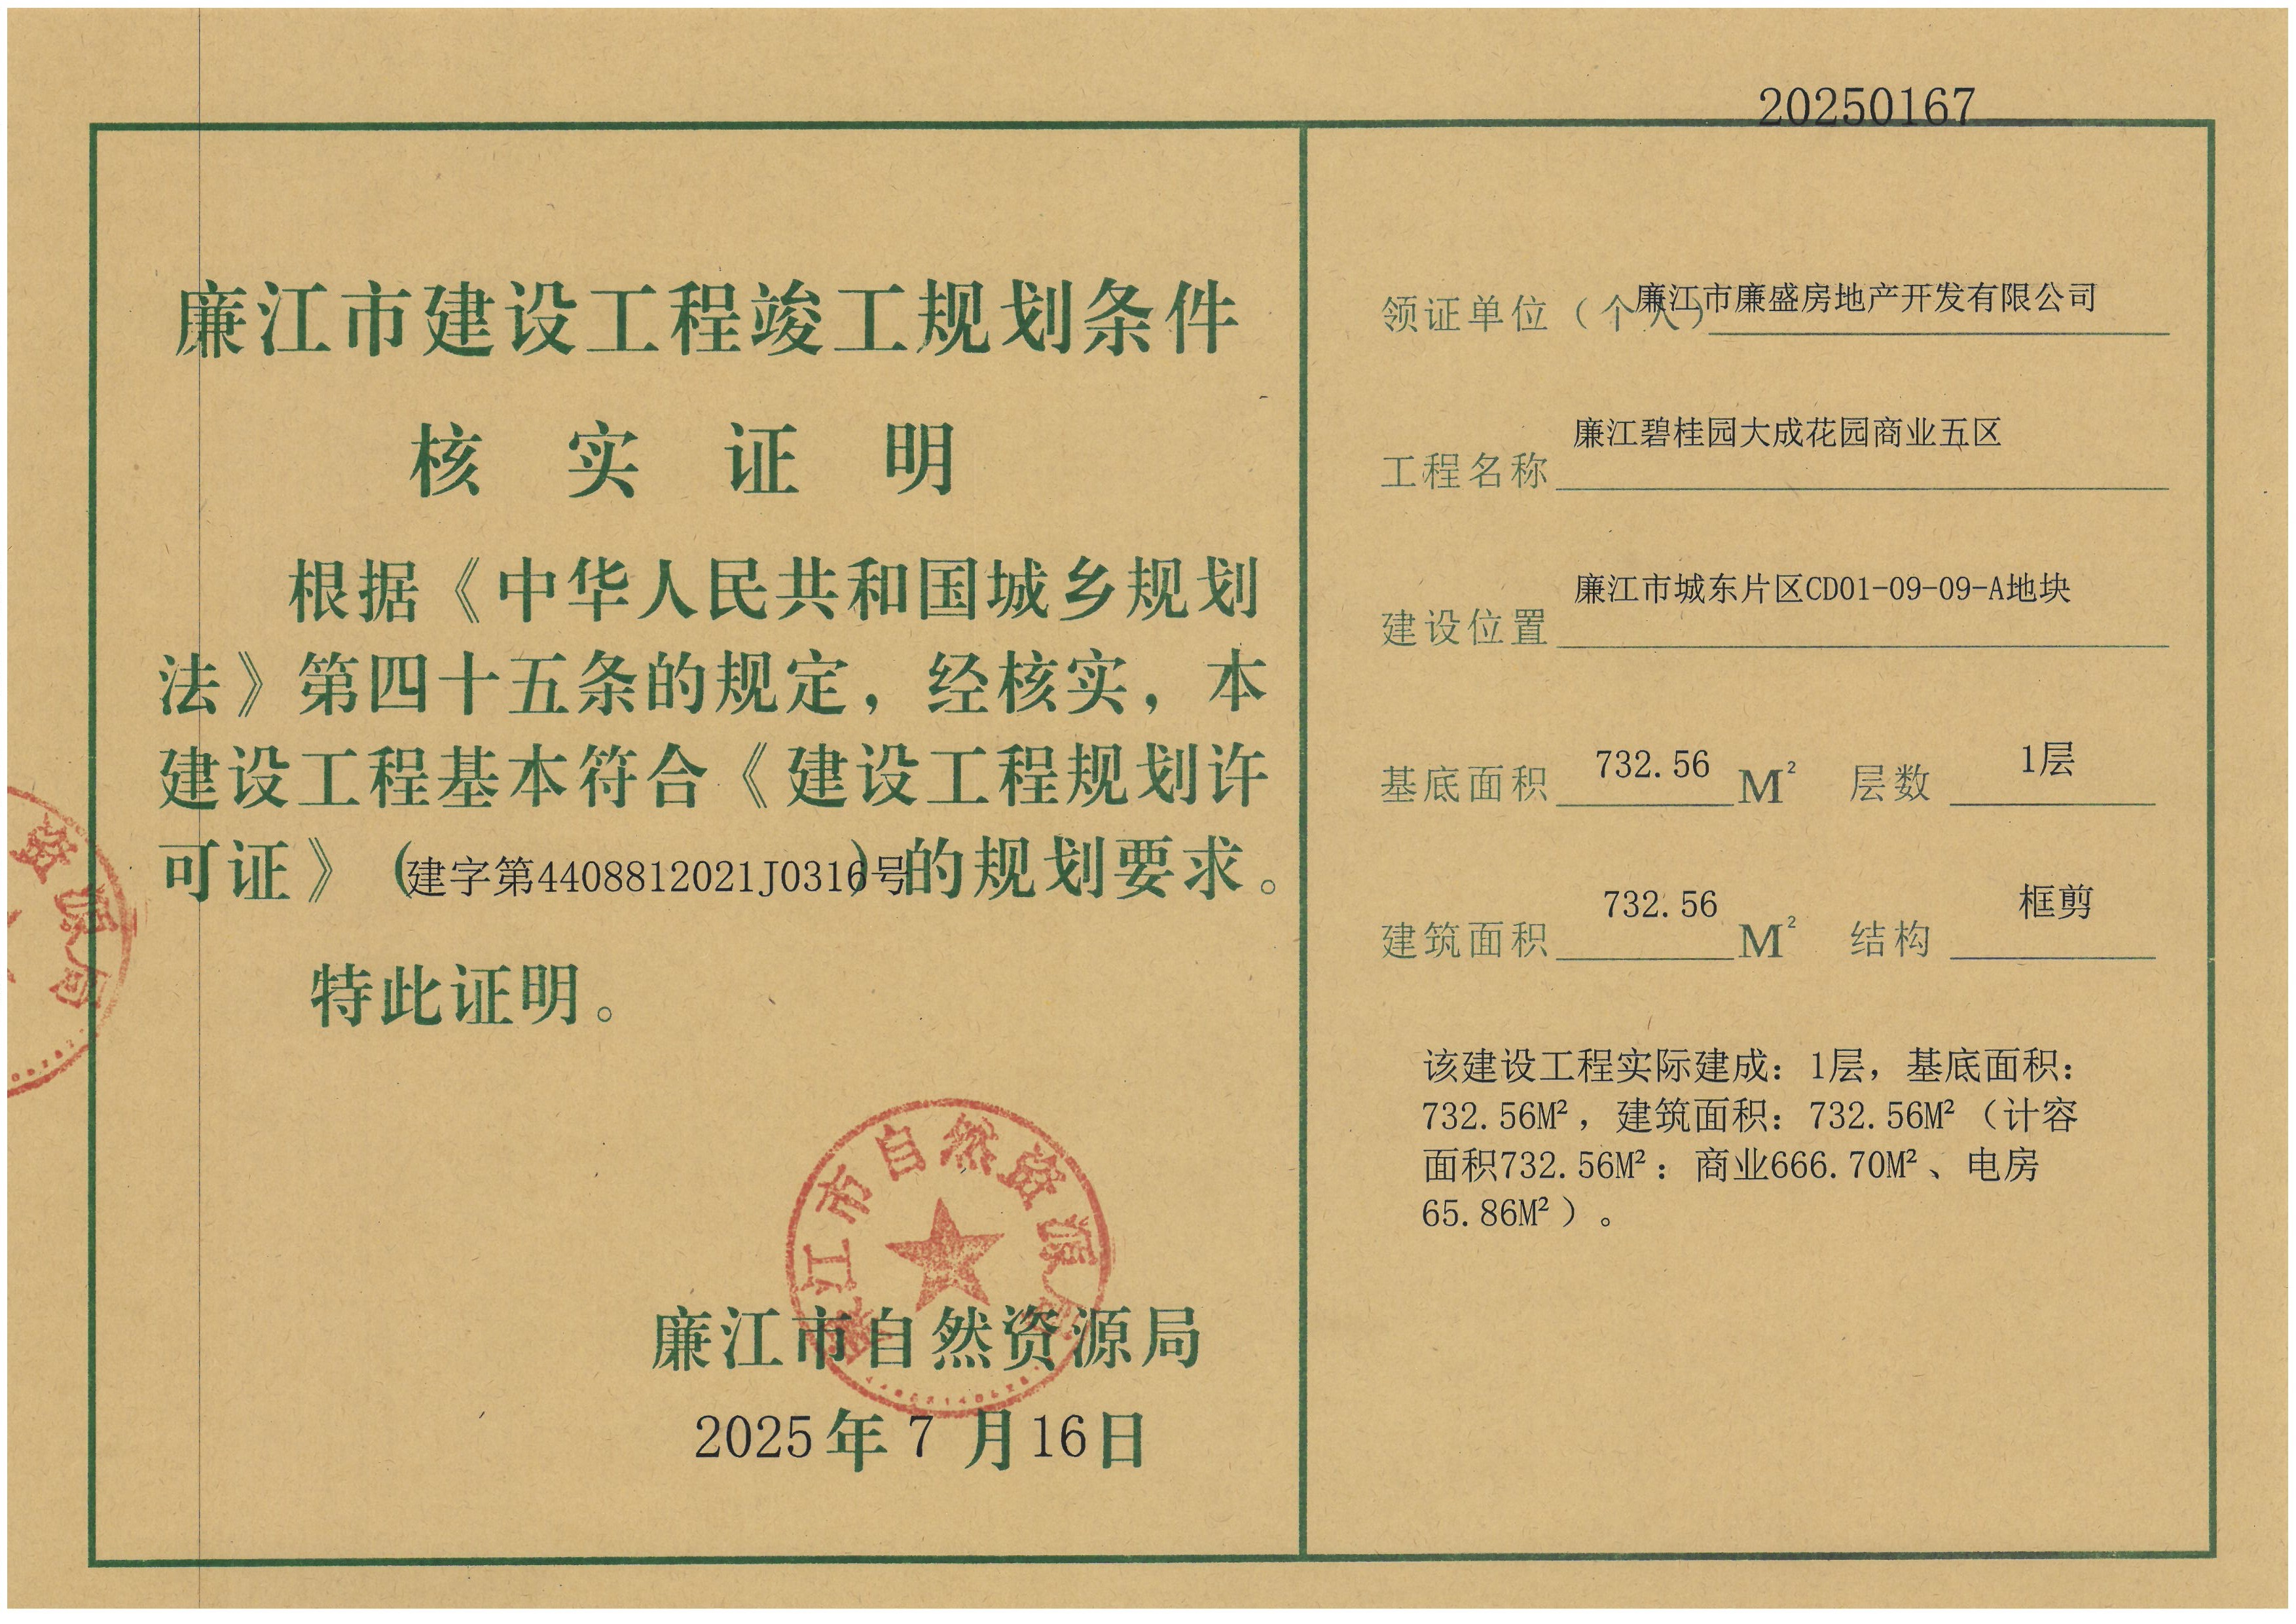 20250167
廉江市建设工程竣工规划条件
核实证明
根据《中华人民共和国城乡规划
法》第四十五条的规定，经核实，本
建设工程基本符合《建设工程规划许
可证》（建字第4408812021J0316号）的规划要求。
特此证明。
廉江市自然资源局
2025年7月16日
领证单位（个人）廉江市廉盛房地产开发有限公司
工程名称 廉江碧桂园大成花园商业五区
建设位置 廉江市城东片区CD01-09-09-A地块
基底面积 732.56 M² 层数 1层
建筑面积 732.56 M² 结构 框剪
该建设工程实际建成：1层，基底面积：
732.56M²，建筑面积：732.56M²（计容
面积732.56M²：商业666.70M²、电房
65.86M²）。
廉江市自然资源局
资源局